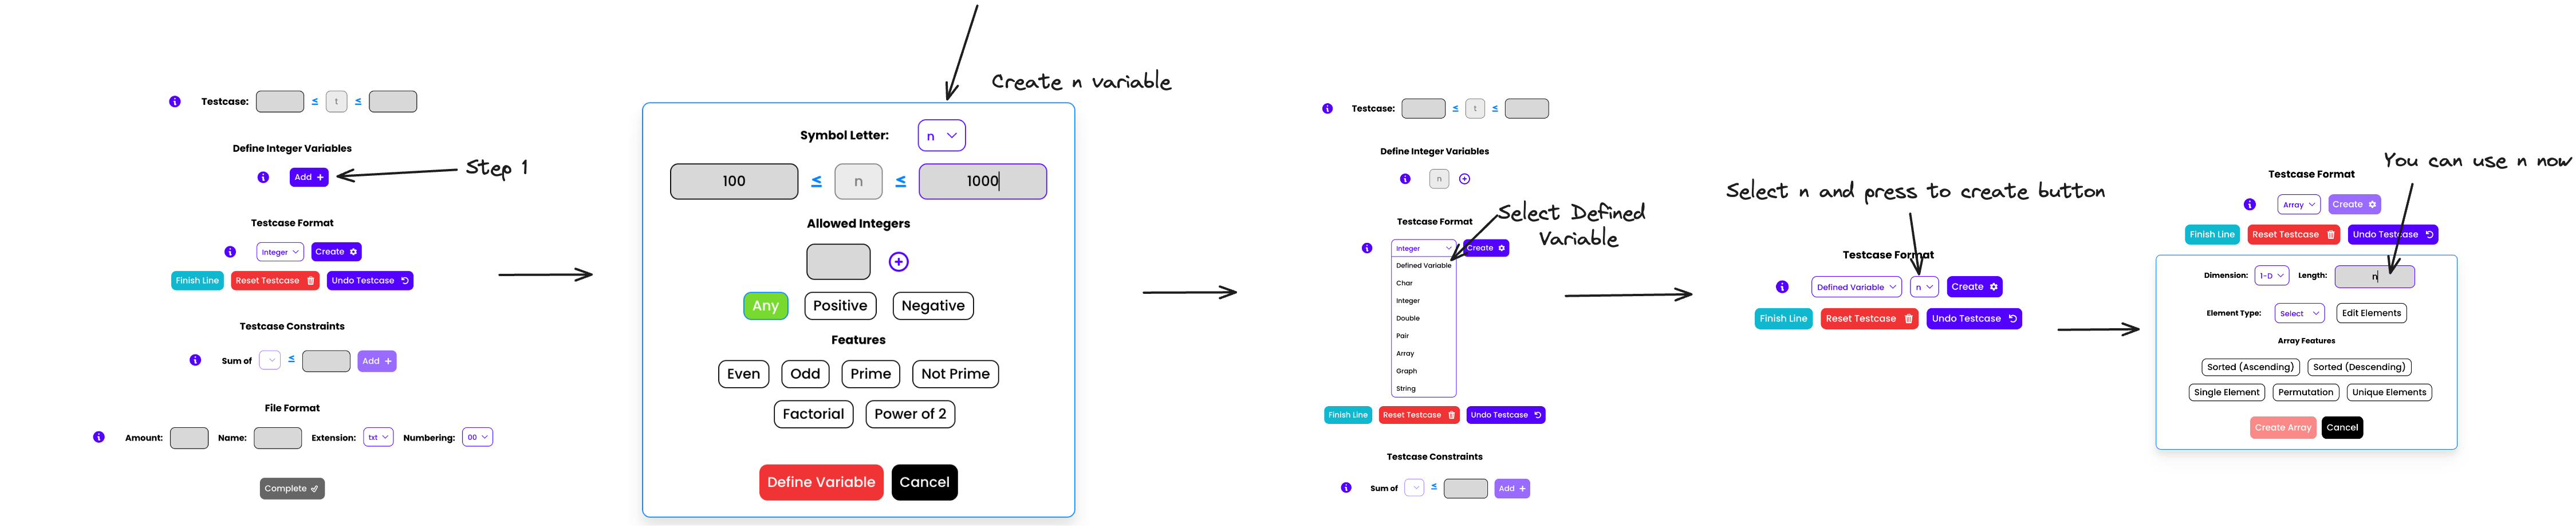 Testcase: ≤ t ≤
Define Integer Variables
Add +
Step 1
Testcase Format
Integer Create
Finish Line Reset Testcase Undo Testcase
Testcase Constraints
Sum of ≤ Add +
File Format
Amount: Name: Extension: txt Numbering: 00
Complete
Create n variable
Symbol Letter: n
100 ≤ n ≤ 1000
Allowed Integers
Any Positive Negative
Features
Even Odd Prime Not Prime
Factorial Power of 2
Define Variable Cancel
Testcase: ≤ t ≤
Define Integer Variables
n
Testcase Format
Select Defined
Variable
Integer Create
Defined Variable
Char
Integer
Double
Pair
Array
Graph
String
Finish Line Reset Testcase Undo Testcase
Testcase Constraints
Sum of ≤ Add +
Select n and press to create button
Testcase Format
Defined Variable n Create
Finish Line Reset Testcase Undo Testcase
You can use n now
Testcase Format
Array Create
Finish Line Reset Testcase Undo Testcase
Dimension: 1-D Length: n
Element Type: Select Edit Elements
Array Features
Sorted (Ascending) Sorted (Descending)
Single Element Permutation Unique Elements
Create Array Cancel